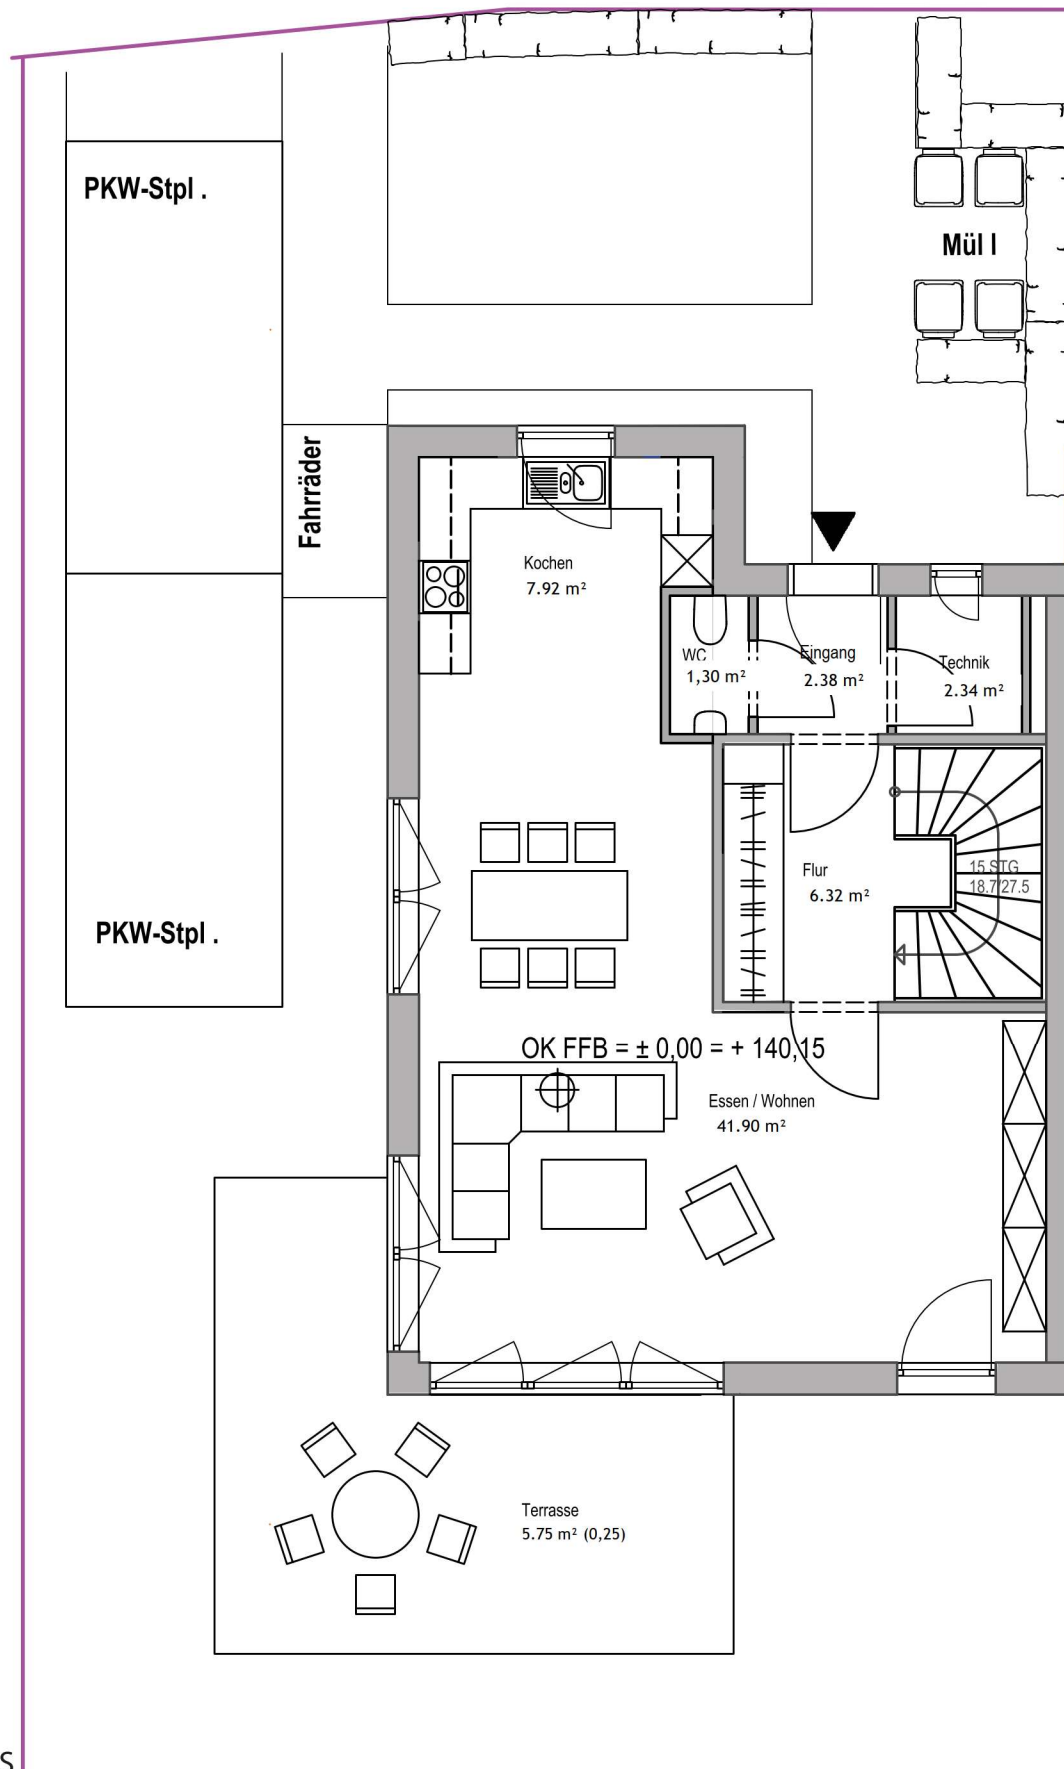 PKW-Stpl .
Mül l
Fahrräder
Kochen
7.92 m²
WC
1,30 m²
Eingang
2.38 m²
Technik
2.34 m²
Flur
6.32 m²
15 STG
18.7/27.5
PKW-Stpl .
OK FFB = ± 0,00 = + 140,15
Essen / Wohnen
41.90 m²
Terrasse
5.75 m² (0,25)
S